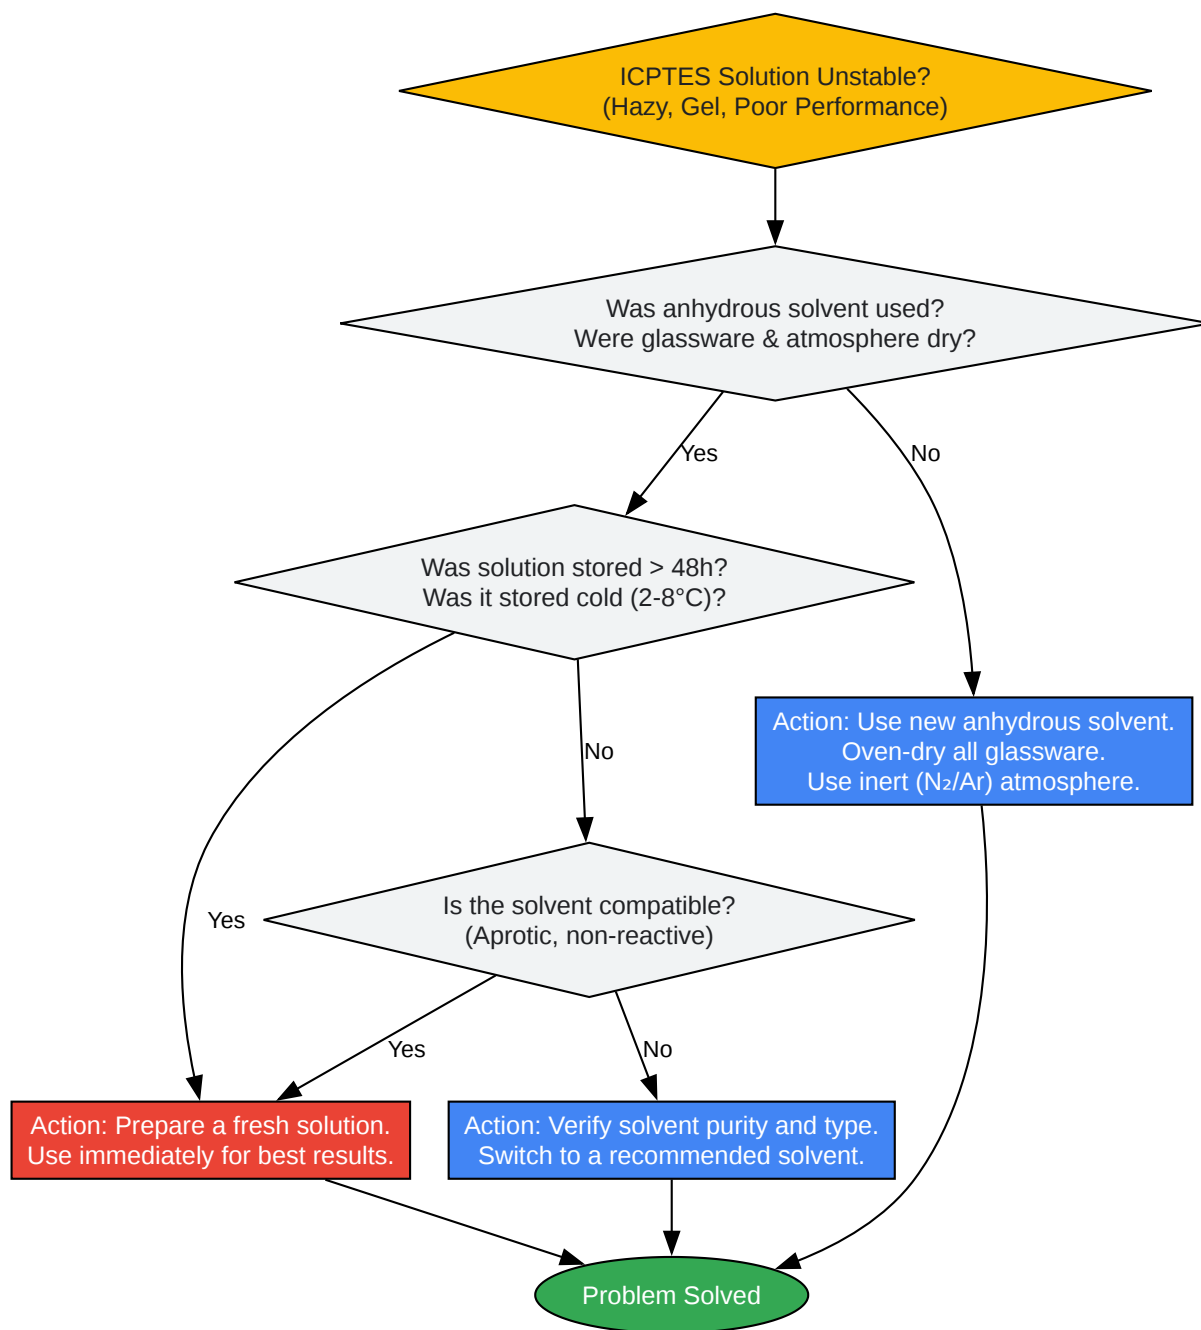 ICPTES Solution Unstable?
(Hazy, Gel, Poor Performance)
Was anhydrous solvent used?
Were glassware & atmosphere dry?
Yes
No
Was solution stored > 48h?
Was it stored cold (2-8°C)?
Action: Use new anhydrous solvent.
Oven-dry all glassware.
Use inert (N₂/Ar) atmosphere.
No
Yes
Is the solvent compatible?
(Aprotic, non-reactive)
Yes
No
Action: Prepare a fresh solution.
Use immediately for best results.
Action: Verify solvent purity and type.
Switch to a recommended solvent.
Problem Solved